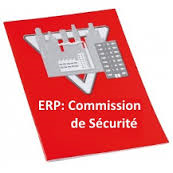 ERP: Commission
de Sécurité